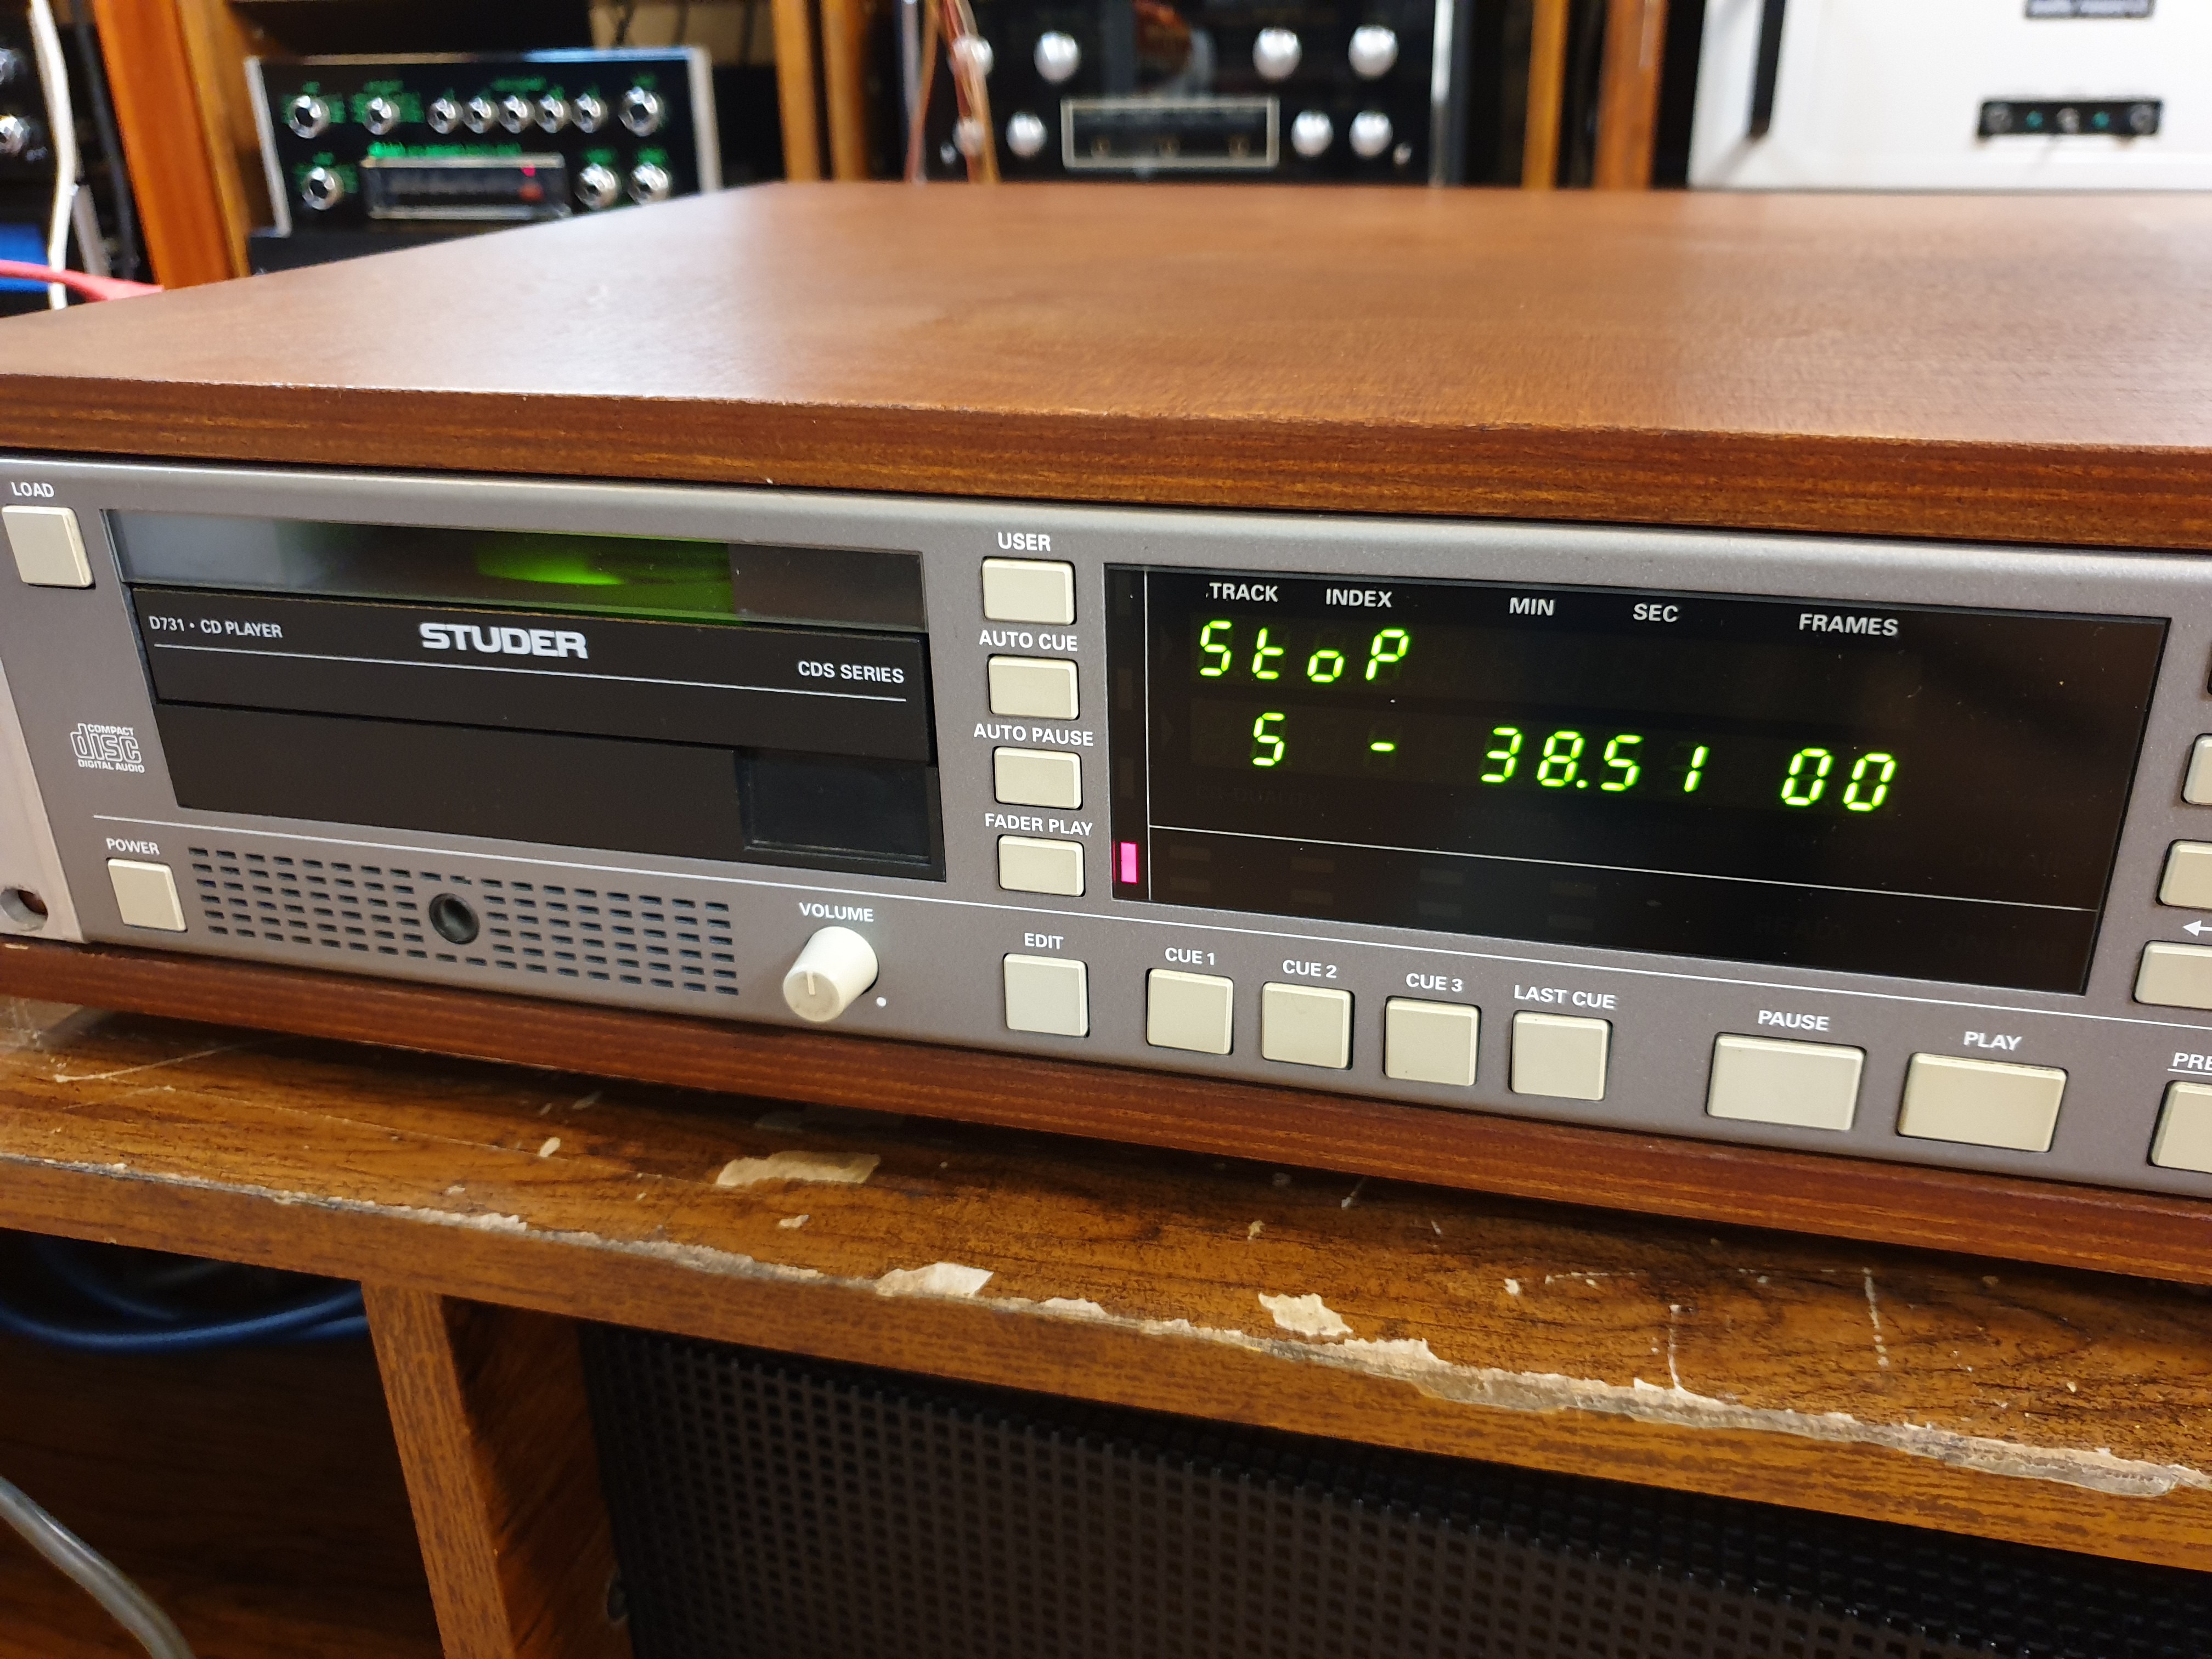 LOAD
D731 • CD PLAYER
STUDER
CDS SERIES
COMPACT
disc
DIGITAL AUDIO
POWER
VOLUME
USER
AUTO CUE
AUTO PAUSE
FADER PLAY
TRACK INDEX MIN SEC FRAMES
StoP
5 - 38.51 00
EDIT
CUE 1
CUE 2
CUE 3
LAST CUE
PAUSE
PLAY
PRE